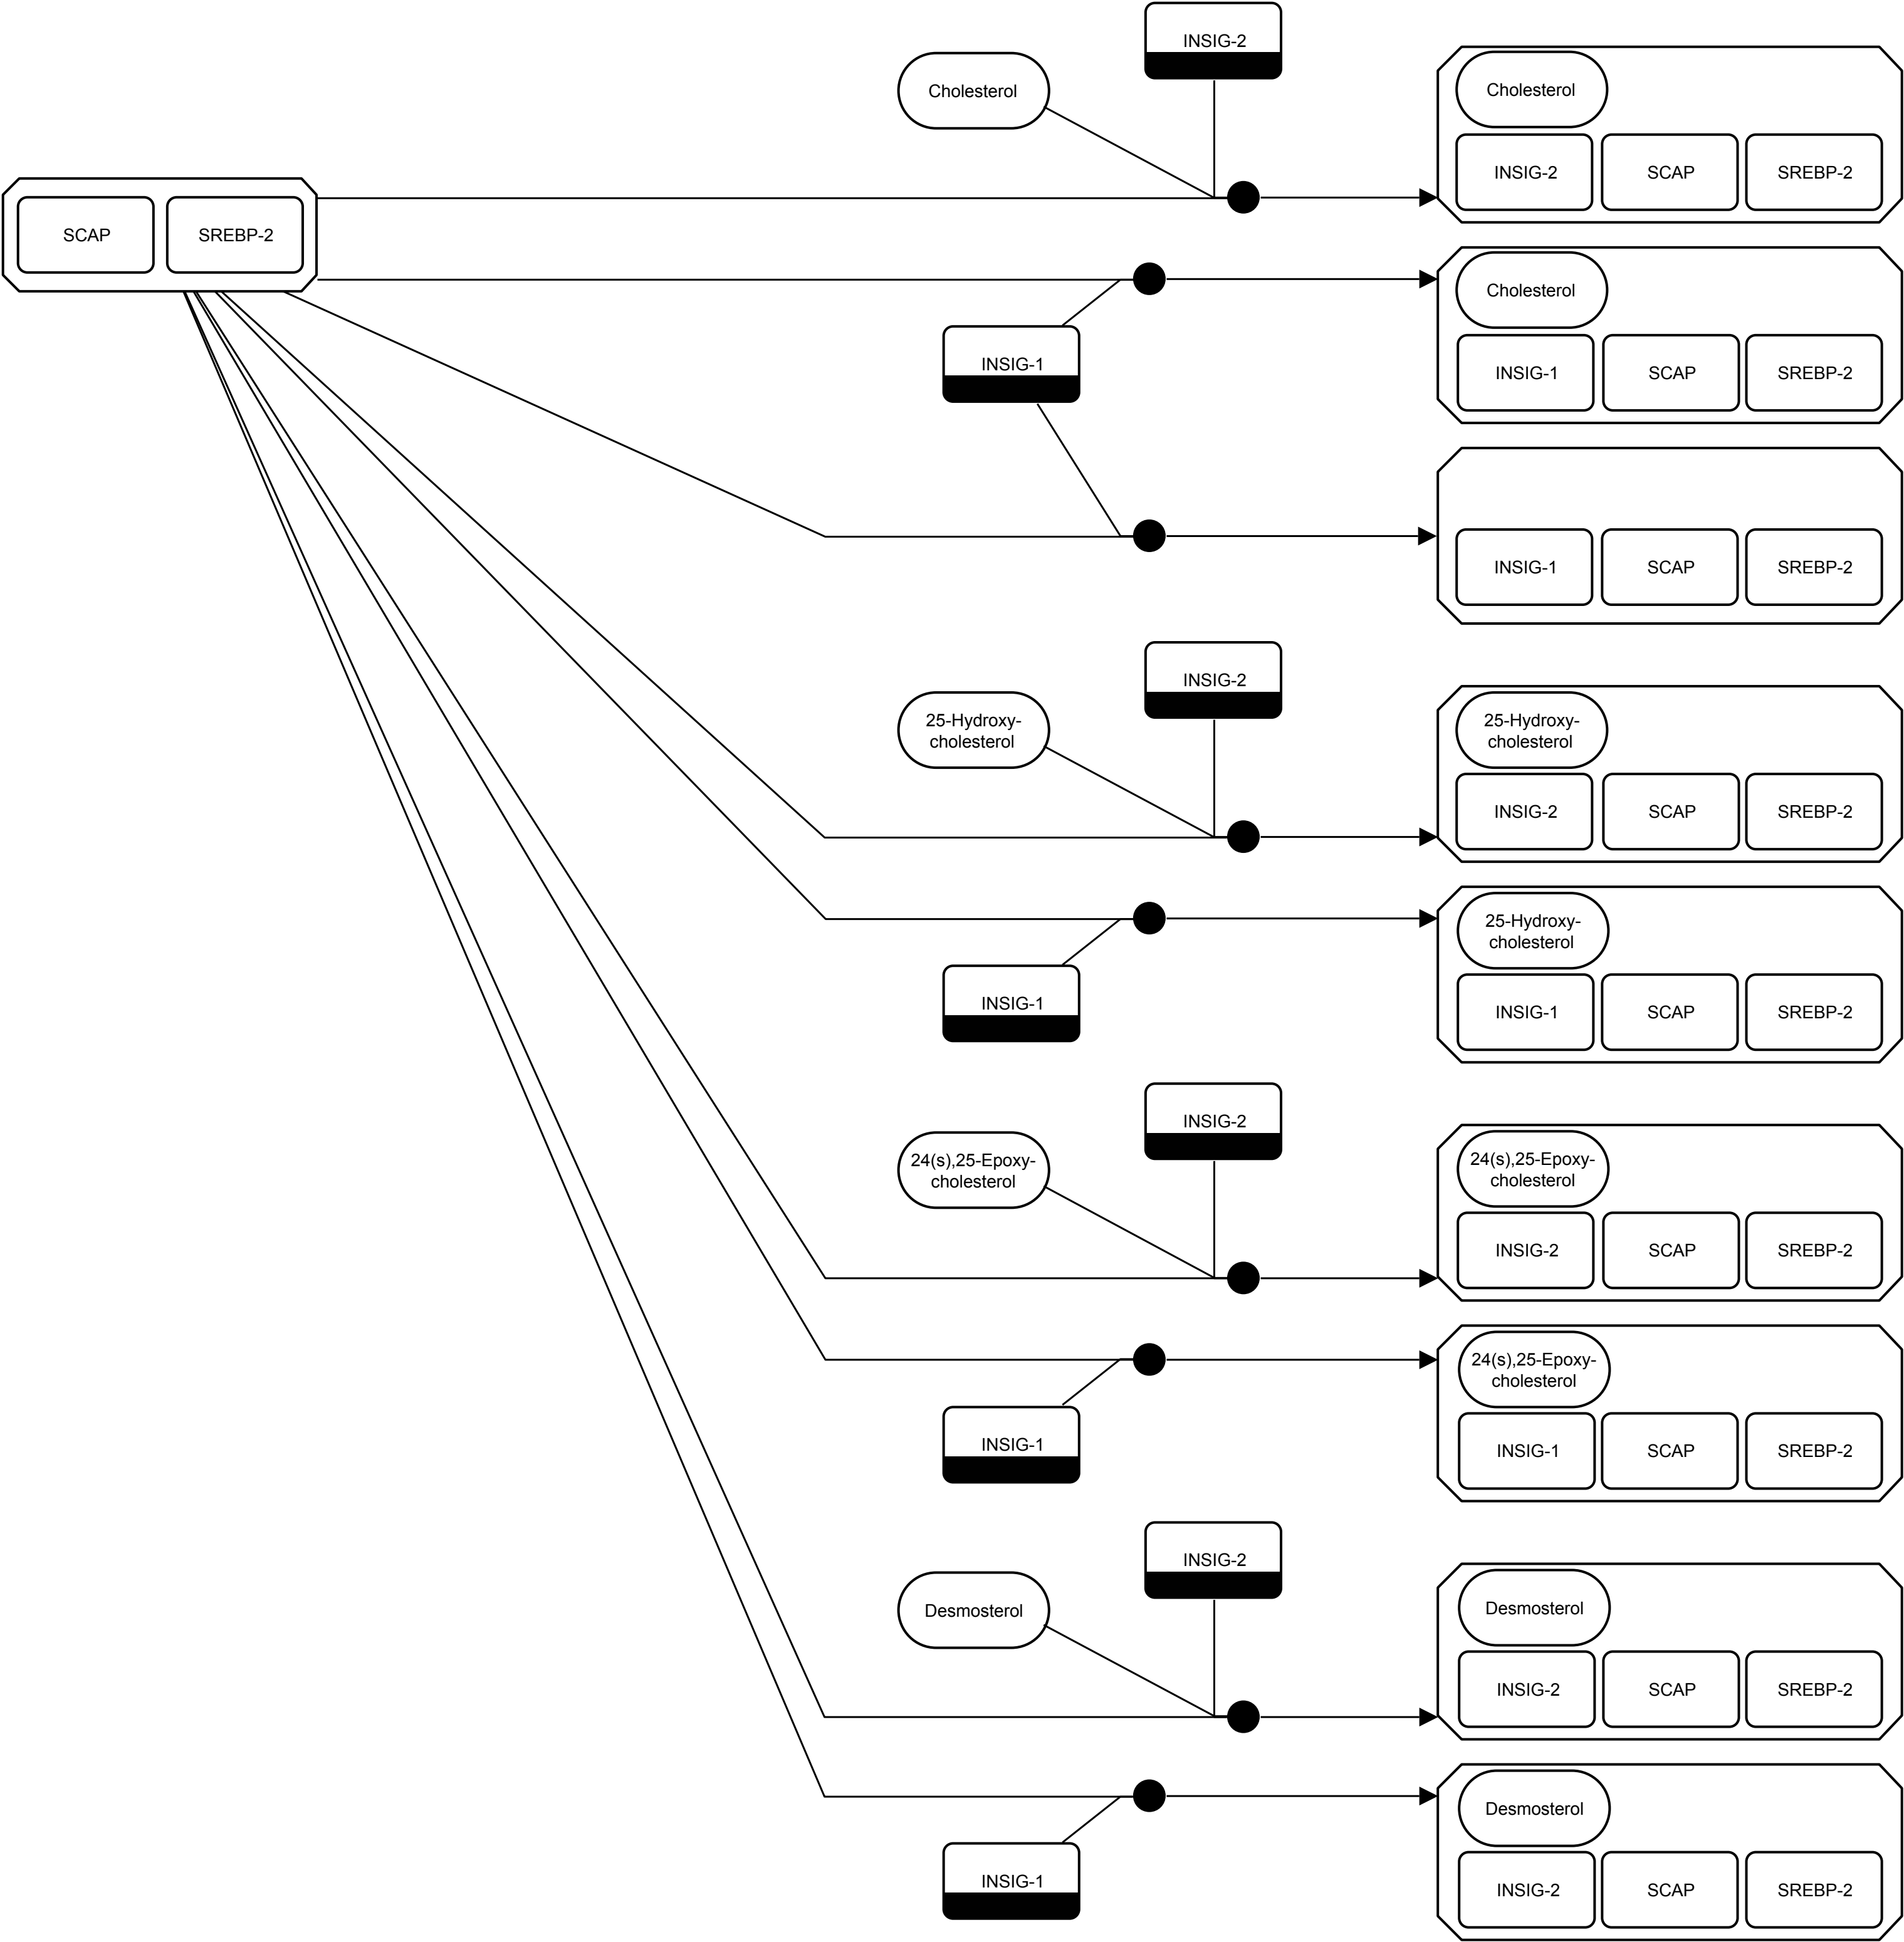 INSIG-2
Cholesterol
Cholesterol
INSIG-2
SCAP
SREBP-2
SCAP
SREBP-2
Cholesterol
INSIG-1
INSIG-1
SCAP
SREBP-2
INSIG-1
SCAP
SREBP-2
INSIG-2
25-Hydroxy-
cholesterol
25-Hydroxy-
cholesterol
INSIG-2
SCAP
SREBP-2
25-Hydroxy-
cholesterol
INSIG-1
INSIG-1
SCAP
SREBP-2
INSIG-2
24(s),25-Epoxy-
cholesterol
24(s),25-Epoxy-
cholesterol
INSIG-2
SCAP
SREBP-2
24(s),25-Epoxy-
cholesterol
INSIG-1
INSIG-1
SCAP
SREBP-2
INSIG-2
Desmosterol
Desmosterol
INSIG-2
SCAP
SREBP-2
Desmosterol
INSIG-1
INSIG-2
SCAP
SREBP-2